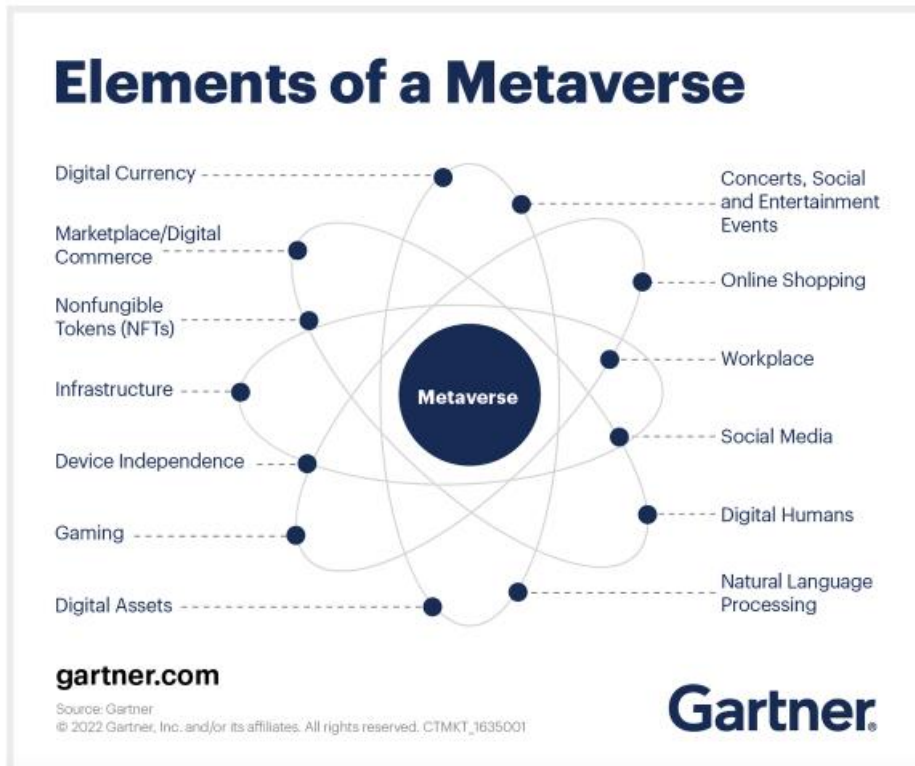 Elements of a Metaverse
Digital Currency
Marketplace/Digital
Commerce
Nonfungible
Tokens (NFTs)
Infrastructure
Device Independence
Gaming
Digital Assets
Metaverse
Concerts, Social
and Entertainment
Events
Online Shopping
Workplace
Social Media
Digital Humans
Natural Language
Processing
gartner.com
Source: Gartner
© 2022 Gartner, Inc. and/or its affiliates. All rights reserved. CTMKT_1635001
Gartner®